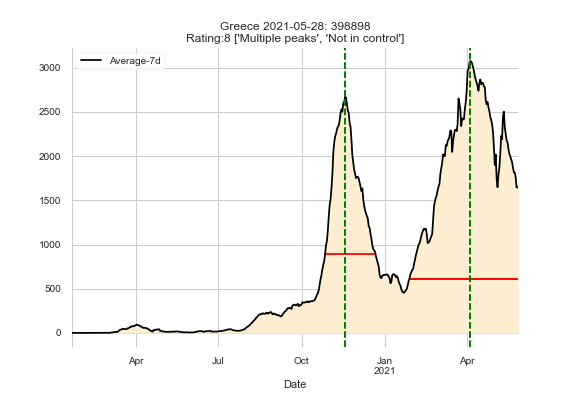 Greece 2021-05-28: 398898
Rating:8 ['Multiple peaks', 'Not in control']
Average-7d
3000
2500
2000
1500
1000
500
0
Apr
Jul
Oct
Jan
2021
Apr
Date